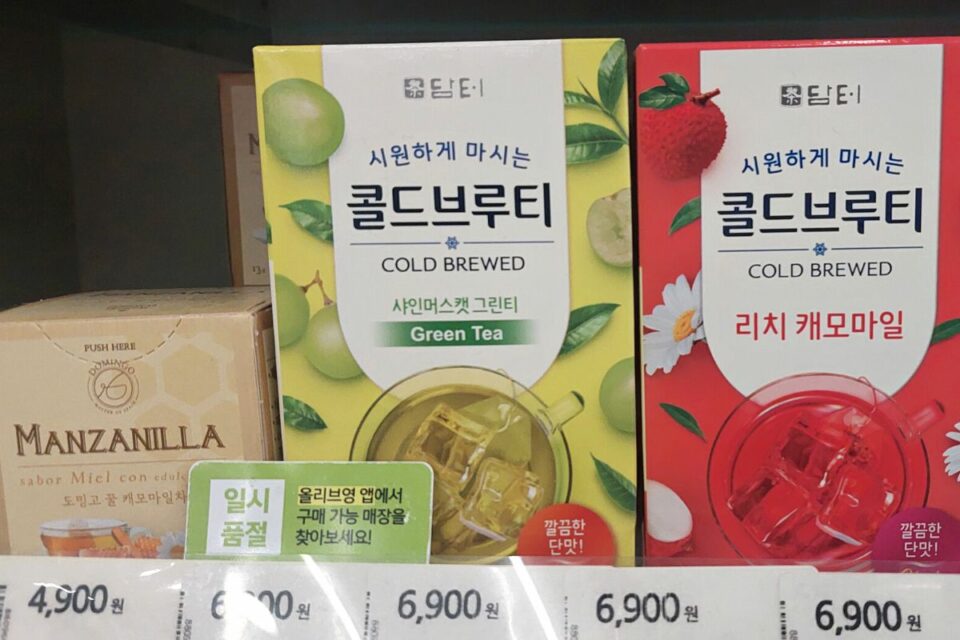 PUSH HERE
DOMINGO
MANZANILLA
sabor Miel con
도밍고 꿀 캐모마일차
담터
시원하게 마시는
콜드브루티
COLD BREWED
샤인머스캣 그린티
Green Tea
깔끔한
단맛!
담터
시원하게 마시는
콜드브루티
COLD BREWED
리치 캐모마일
깔끔한
단맛!
일시
품절
올리브영 앱에서
구매 가능 매장을
찾아보세요!
4,900원
원
6,900원
6,900원
6,900원